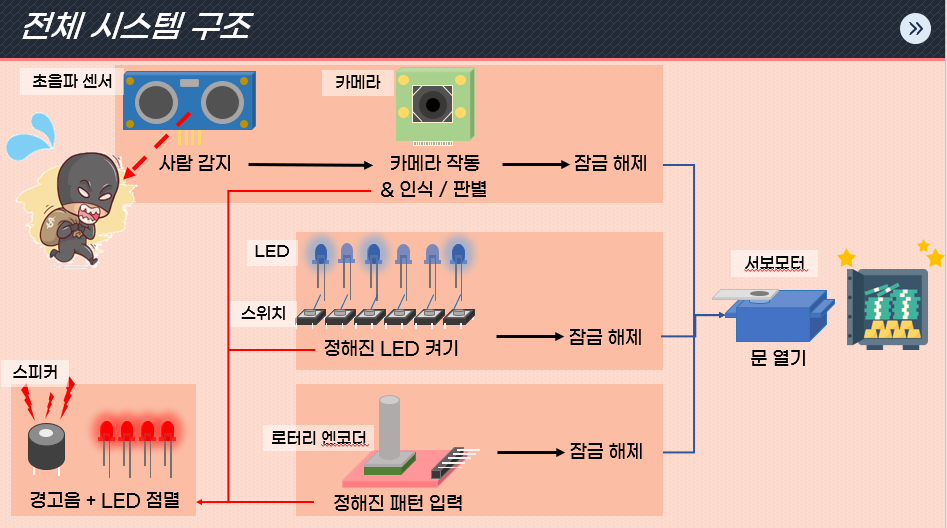 전체 시스템 구조
초음파 센서
카메라
사람 감지
카메라 작동
& 인식 / 판별
잠금 해제
LED
스위치
정해진 LED 켜기
잠금 해제
서보모터
문 열기
스피커
경고음 + LED 점멸
로터리 엔코더
정해진 패턴 입력
잠금 해제